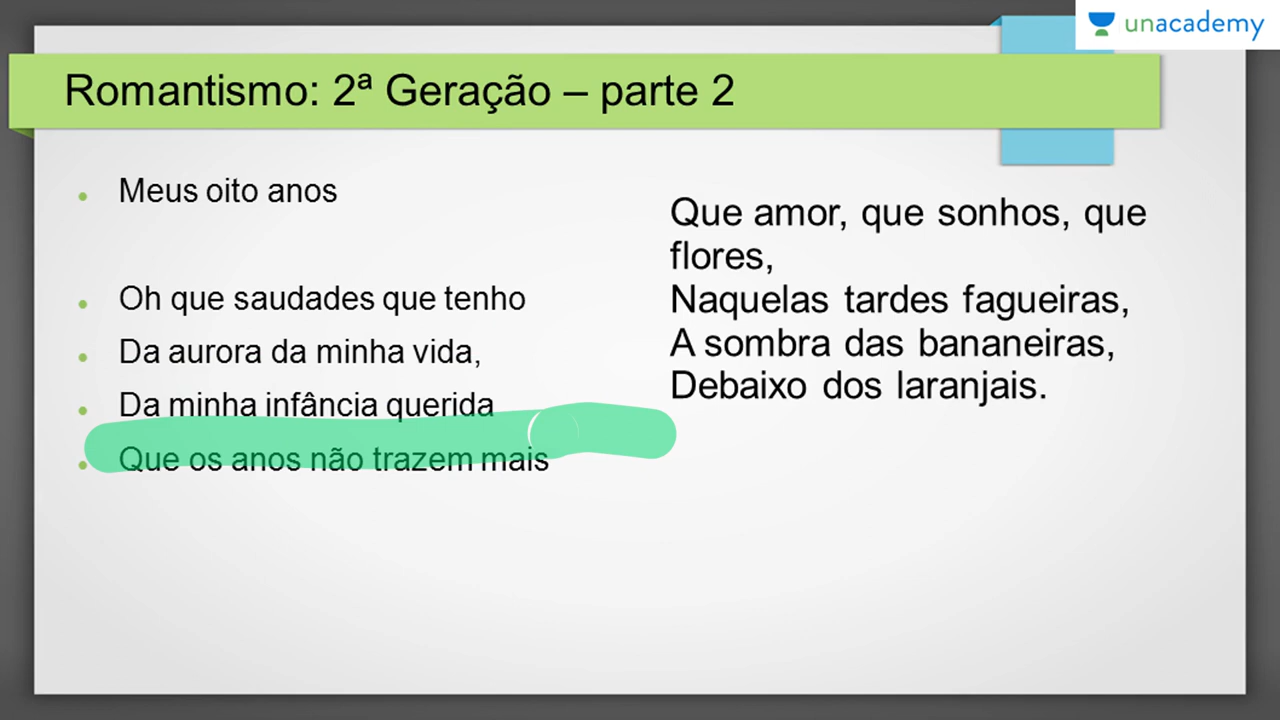 unacademy
Romantismo: 2ª Geração – parte 2
Meus oito anos
Oh que saudades que tenho
Da aurora da minha vida,
Da minha infância querida
Que os anos não trazem mais
Que amor, que sonhos, que
flores,
Naquelas tardes fagueiras,
A sombra das bananeiras,
Debaixo dos laranjais.